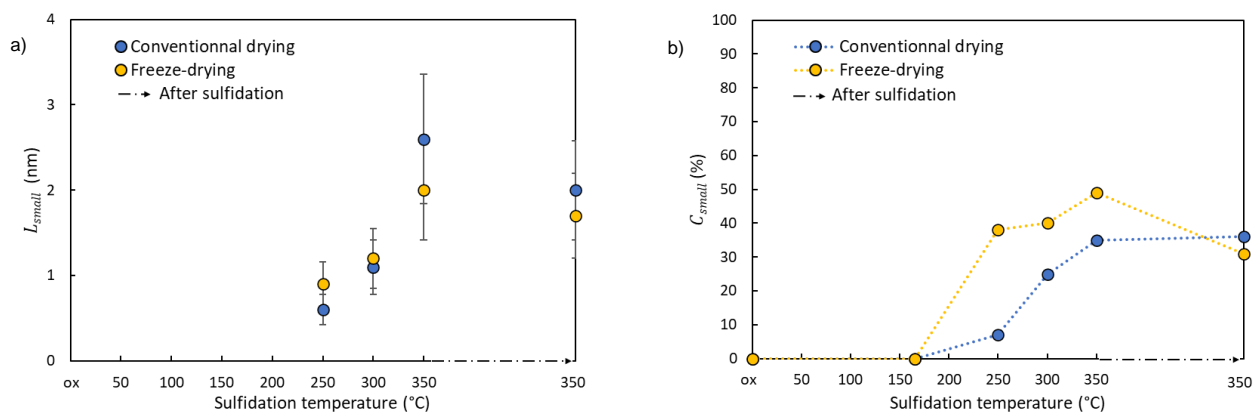 a)
4
3
2
1
0
L_small (nm)
Conventionnal drying
Freeze-drying
After sulfidation
ox 50 100 150 200 250 300 350 350
Sulfidation temperature (°C)
b)
100
90
80
70
60
50
40
30
20
10
0
C_small (%)
Conventionnal drying
Freeze-drying
After sulfidation
ox 50 100 150 200 250 300 350 350
Sulfidation temperature (°C)